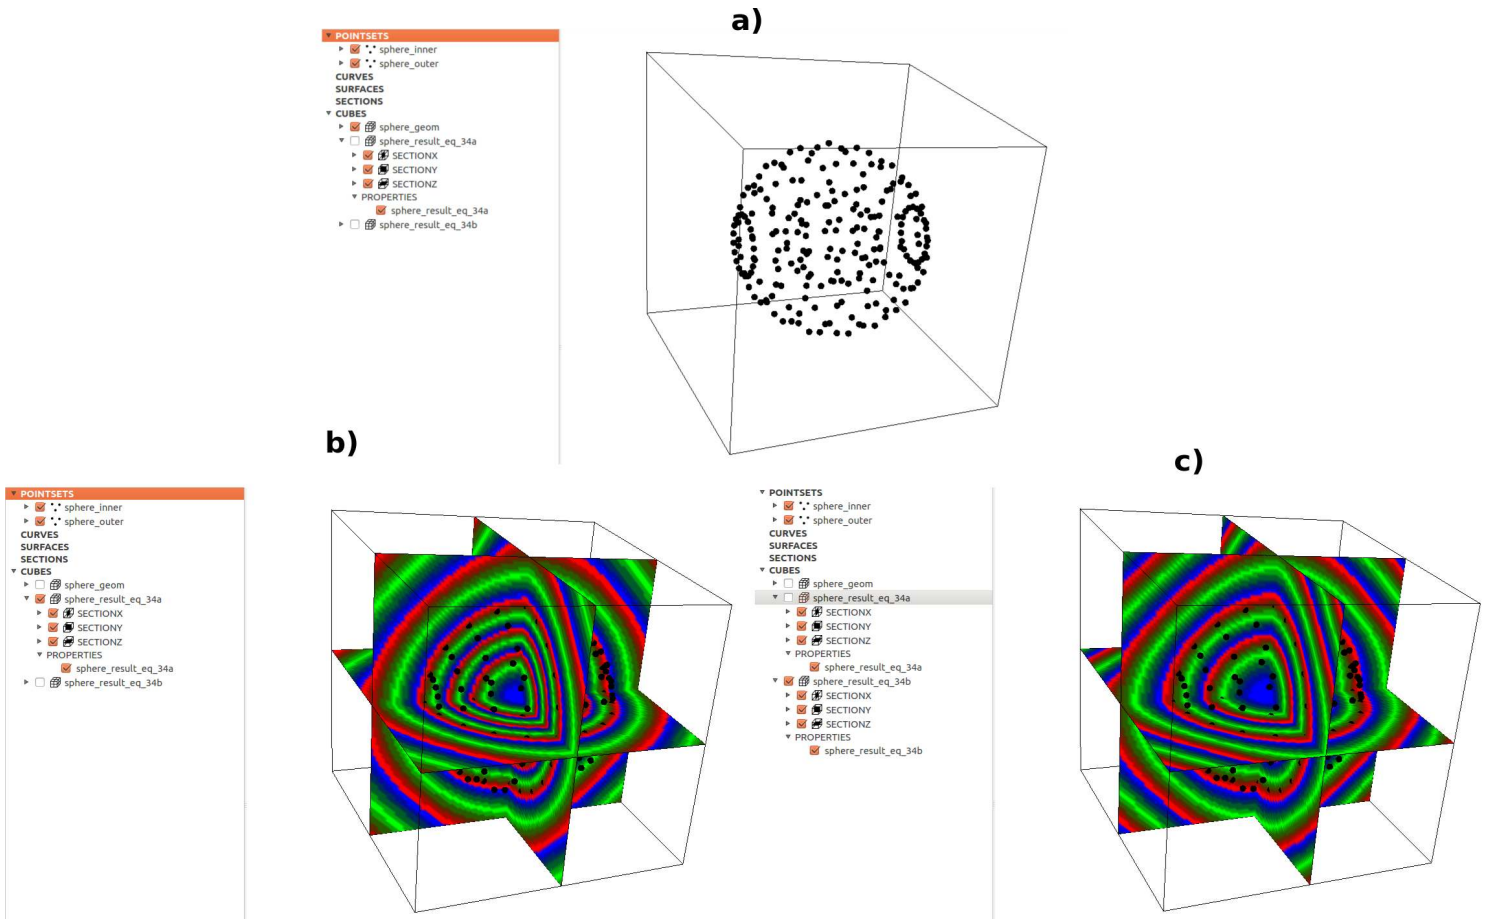 a)
POINTSETS
sphere_inner
sphere_outer
CURVES
SURFACES
SECTIONS
CUBES
sphere_geom
sphere_result_eq_34a
SECTIONX
SECTIONY
SECTIONZ
PROPERTIES
sphere_result_eq_34a
sphere_result_eq_34b
b)
POINTSETS
sphere_inner
sphere_outer
CURVES
SURFACES
SECTIONS
CUBES
sphere_geom
sphere_result_eq_34a
SECTIONX
SECTIONY
SECTIONZ
PROPERTIES
sphere_result_eq_34a
sphere_result_eq_34b
c)
POINTSETS
sphere_inner
sphere_outer
CURVES
SURFACES
SECTIONS
CUBES
sphere_geom
sphere_result_eq_34a
SECTIONX
SECTIONY
SECTIONZ
PROPERTIES
sphere_result_eq_34a
sphere_result_eq_34b
SECTIONX
SECTIONY
SECTIONZ
PROPERTIES
sphere_result_eq_34b